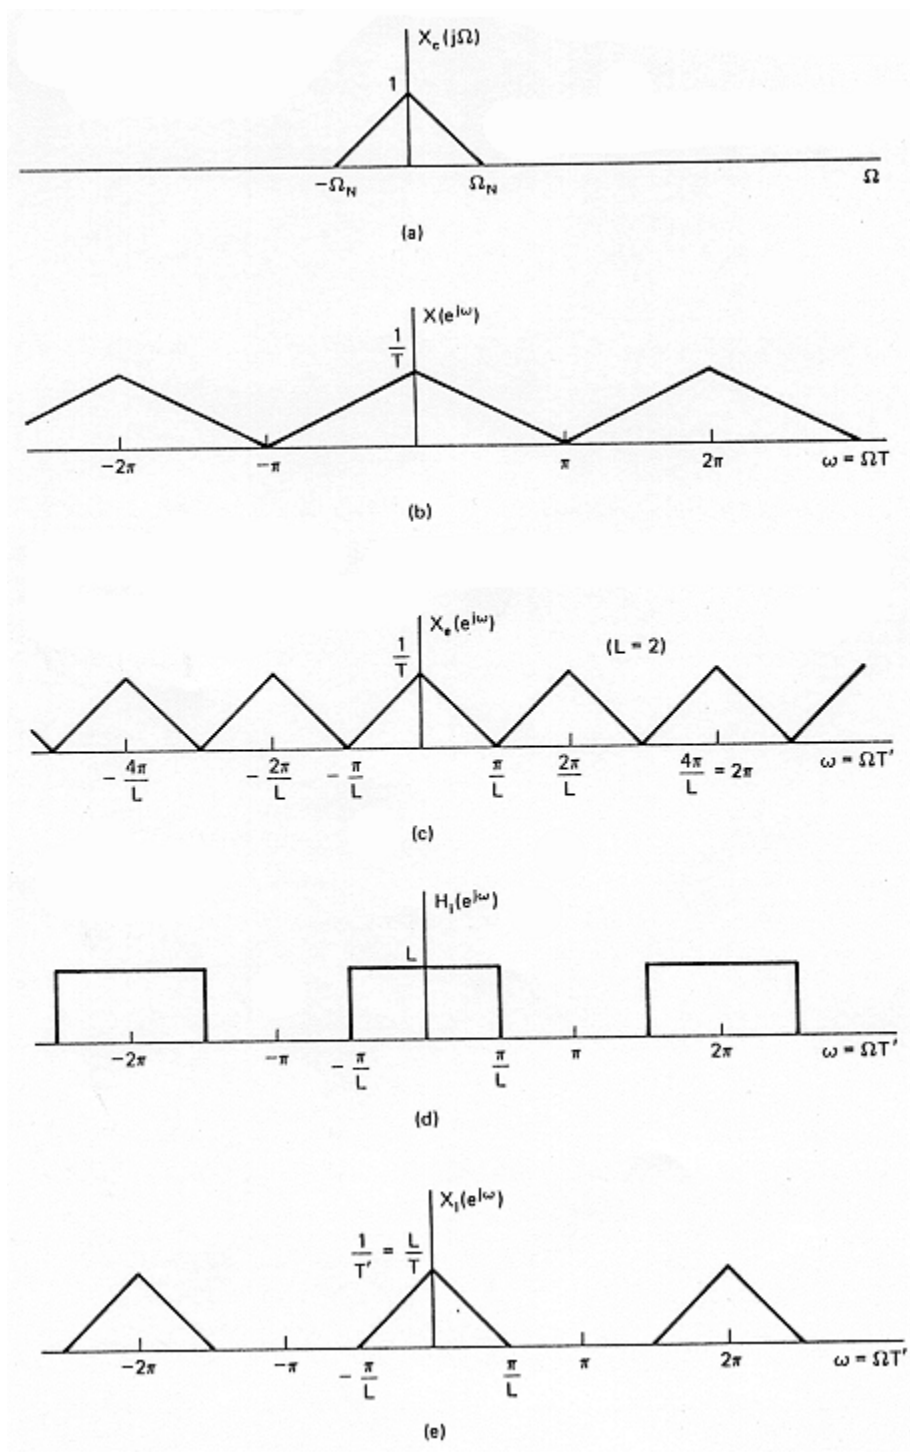 X_c(jΩ)
1
-Ω_N
Ω_N
Ω
(a)
X(e^{jω})
1/T
-2π
-π
π
2π
ω = ΩT
(b)
X_e(e^{jω})
1/T
(L = 2)
-4π/L
-2π/L
-π/L
π/L
2π/L
4π/L = 2π
ω = ΩT'
(c)
H_i(e^{jω})
L
-2π
-π
-π/L
π/L
π
2π
ω = ΩT'
(d)
X_i(e^{jω})
1/T' = L/T
-2π
-π
-π/L
π/L
π
2π
ω = ΩT'
(e)